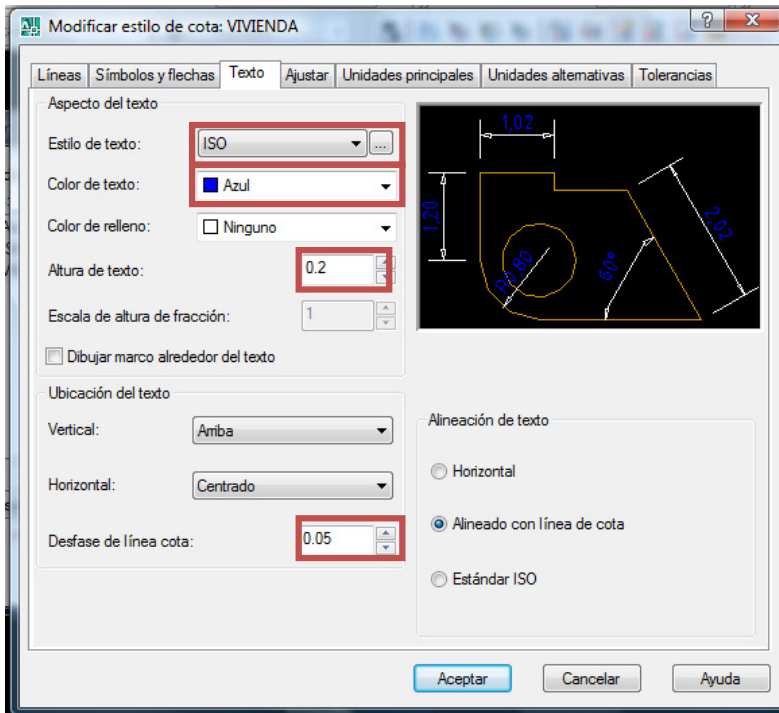 Modificar estilo de cota: VIVIENDA
?
Líneas Símbolos y flechas Texto Ajustar Unidades principales Unidades alternativas Tolerancias
Aspecto del texto
Estilo de texto: ISO ...
Color de texto: Azul
Color de relleno: Ninguno
Altura de texto: 0.2
Escala de altura de fracción: 1
Dibujar marco alrededor del texto
1,02
1,20
2,02
R0,80
60°
Ubicación del texto
Vertical: Arriba
Horizontal: Centrado
Desfase de línea cota: 0.05
Alineación de texto
Horizontal
Alineado con línea de cota
Estándar ISO
Aceptar Cancelar Ayuda